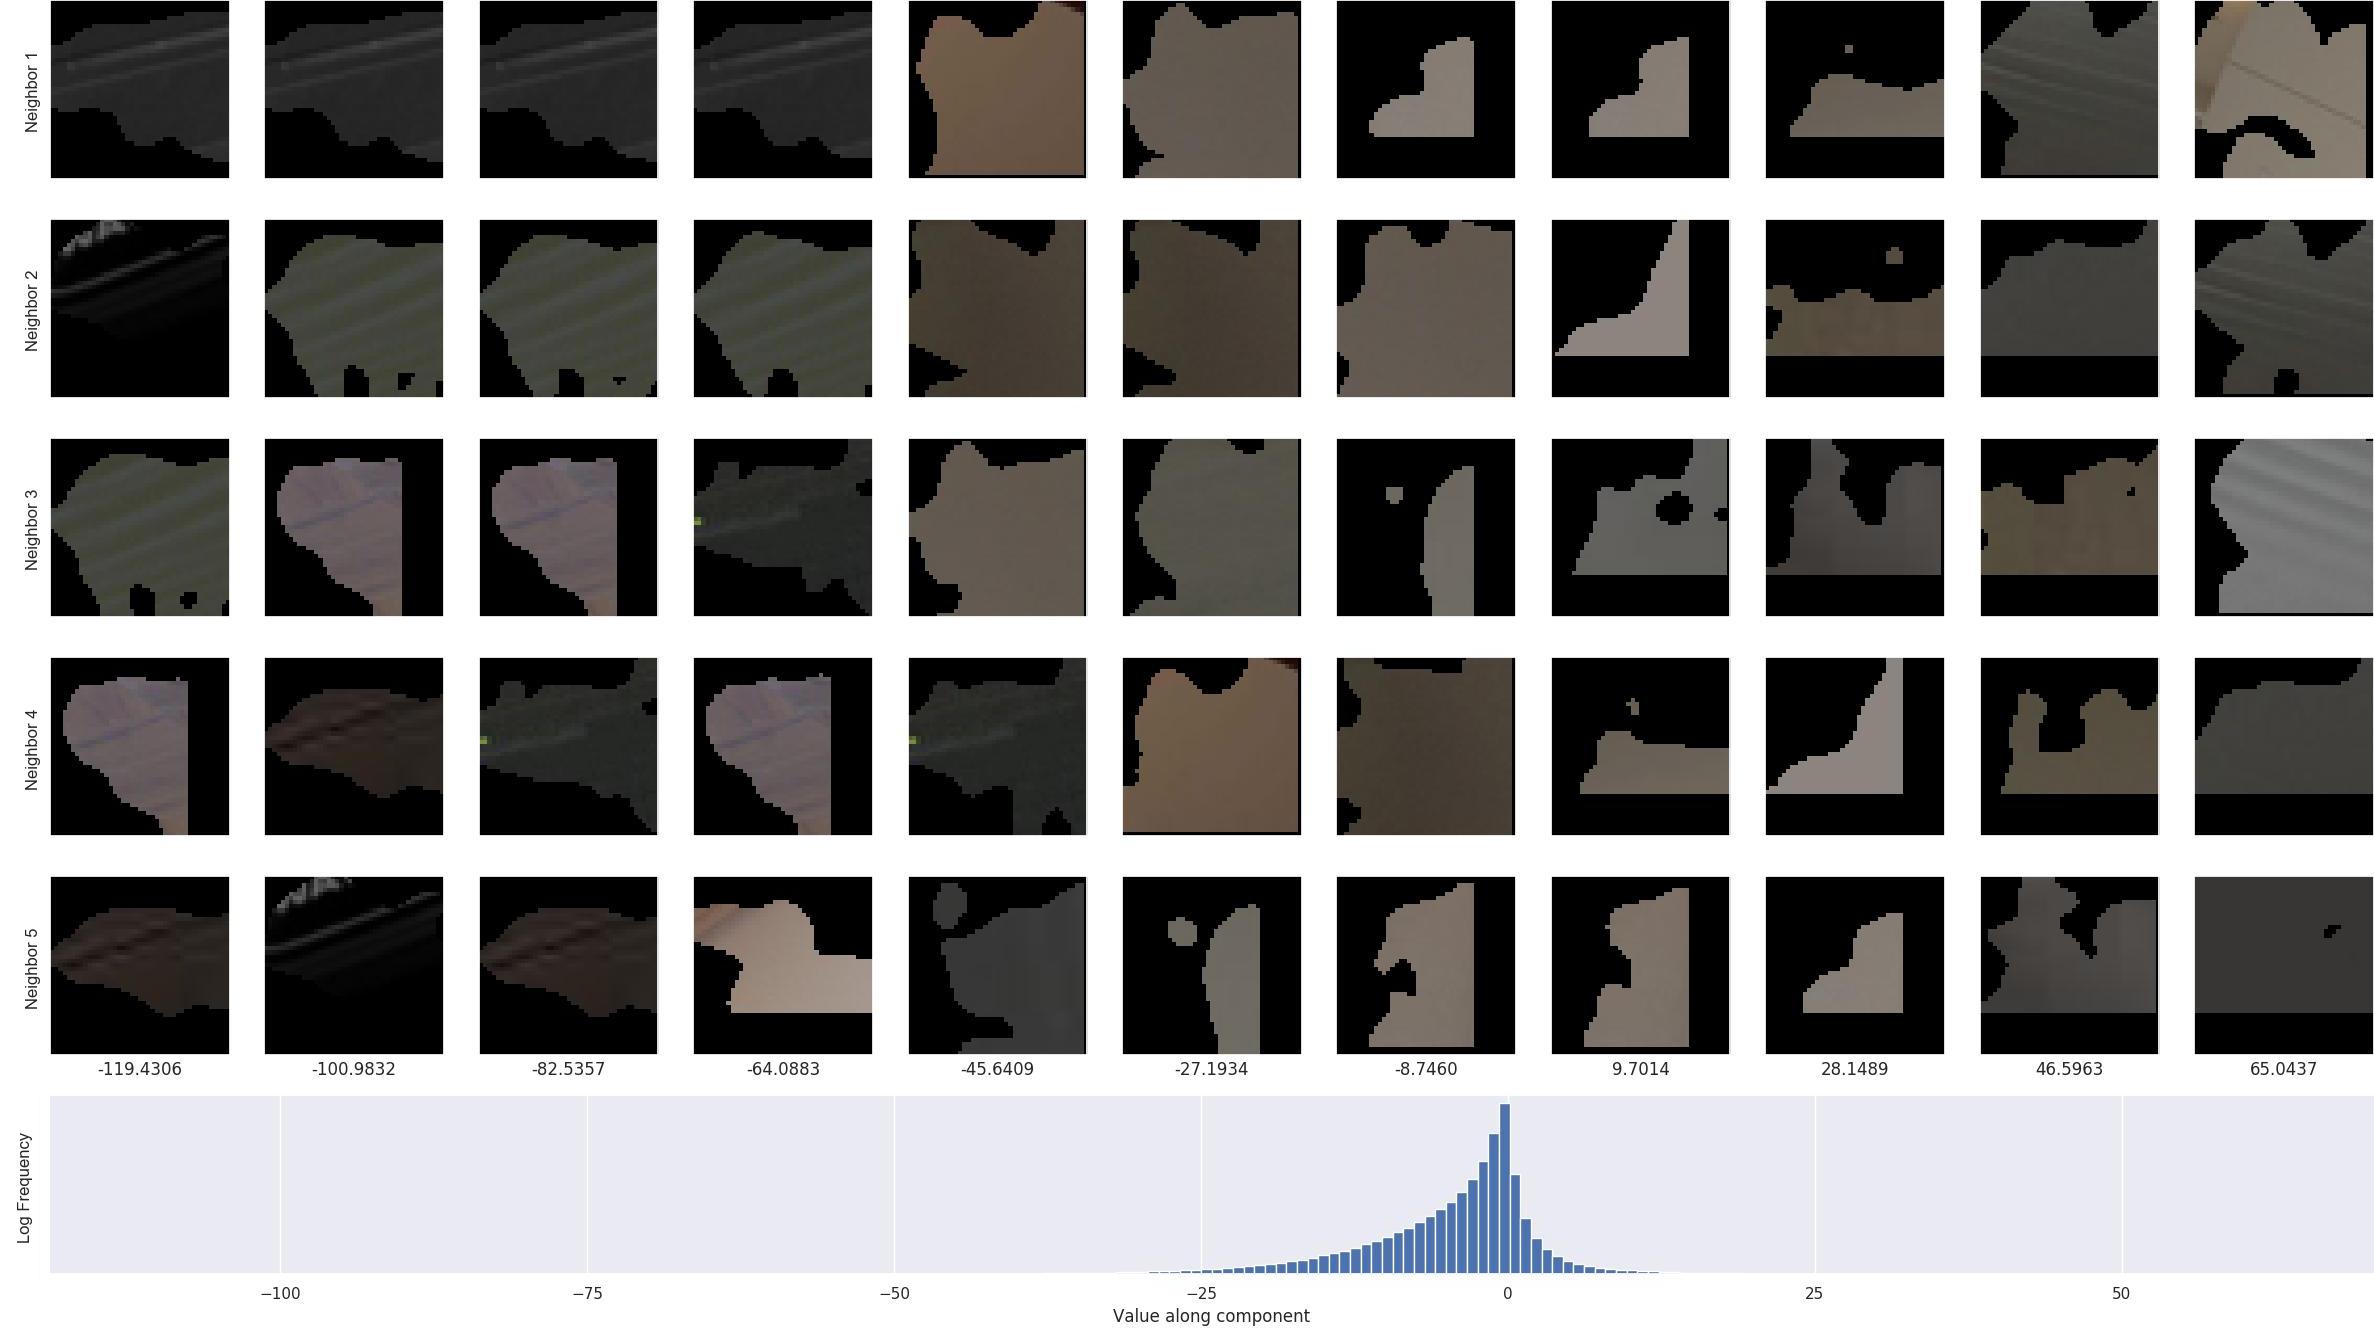 Neighbor 1
Neighbor 2
Neighbor 3
Neighbor 4
Neighbor 5
-119.4306 -100.9832 -82.5357 -64.0883 -45.6409 -27.1934 -8.7460 9.7014 28.1489 46.5963 65.0437
Log Frequency
−100 −75 −50 −25 0 25 50
Value along component